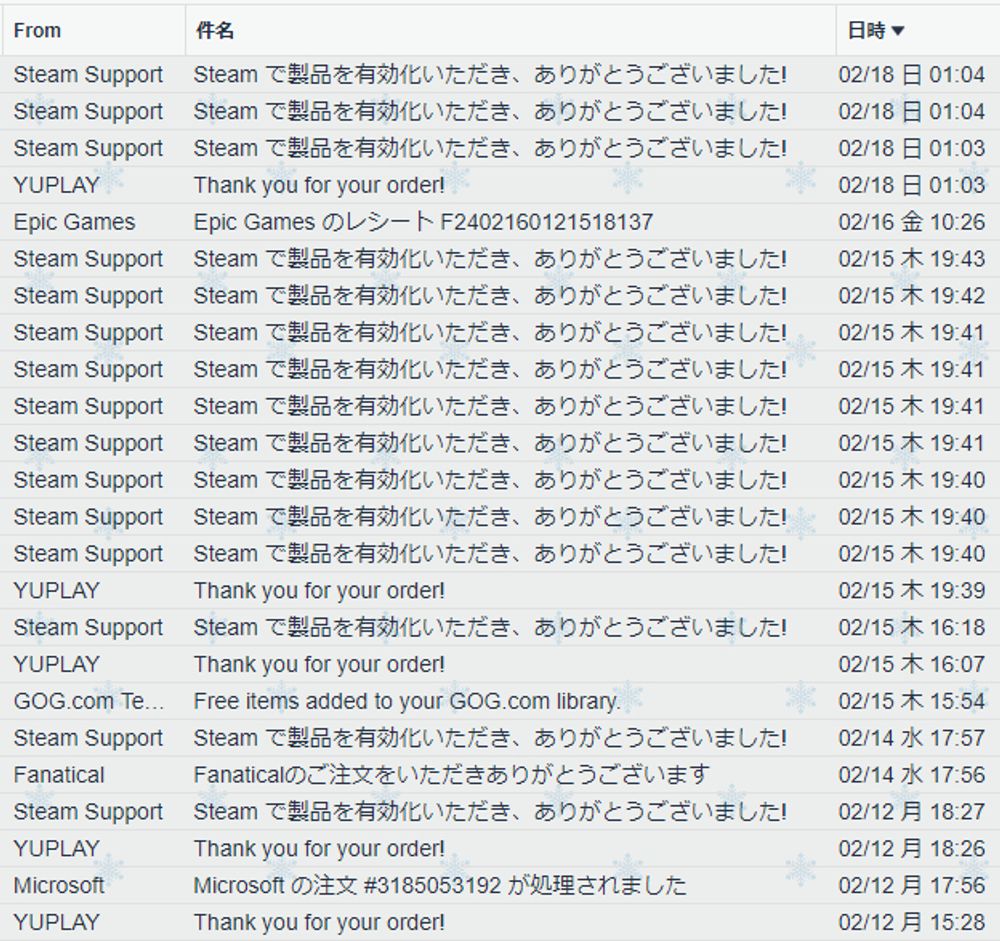 From 件名 日時▼
Steam Support Steam で製品を有効化いただき、ありがとうございました! 02/18 日 01:04
Steam Support Steam で製品を有効化いただき、ありがとうございました! 02/18 日 01:04
Steam Support Steam で製品を有効化いただき、ありがとうございました! 02/18 日 01:03
YUPLAY Thank you for your order! 02/18 日 01:03
Epic Games Epic Games のレシート F2402160121518137 02/16 金 10:26
Steam Support Steam で製品を有効化いただき、ありがとうございました! 02/15 木 19:43
Steam Support Steam で製品を有効化いただき、ありがとうございました! 02/15 木 19:42
Steam Support Steam で製品を有効化いただき、ありがとうございました! 02/15 木 19:41
Steam Support Steam で製品を有効化いただき、ありがとうございました! 02/15 木 19:41
Steam Support Steam で製品を有効化いただき、ありがとうございました! 02/15 木 19:41
Steam Support Steam で製品を有効化いただき、ありがとうございました! 02/15 木 19:41
Steam Support Steam で製品を有効化いただき、ありがとうございました! 02/15 木 19:40
Steam Support Steam で製品を有効化いただき、ありがとうございました! 02/15 木 19:40
Steam Support Steam で製品を有効化いただき、ありがとうございました! 02/15 木 19:40
YUPLAY Thank you for your order! 02/15 木 19:39
Steam Support Steam で製品を有効化いただき、ありがとうございました! 02/15 木 16:18
YUPLAY Thank you for your order! 02/15 木 16:07
GOG.com Te… Free items added to your GOG.com library. 02/15 木 15:54
Steam Support Steam で製品を有効化いただき、ありがとうございました! 02/14 水 17:57
Fanatical Fanaticalのご注文をいただきありがとうございます 02/14 水 17:56
Steam Support Steam で製品を有効化いただき、ありがとうございました! 02/12 月 18:27
YUPLAY Thank you for your order! 02/12 月 18:26
Microsoft Microsoft の注文 #3185053192 が処理されました 02/12 月 17:56
YUPLAY Thank you for your order! 02/12 月 15:28